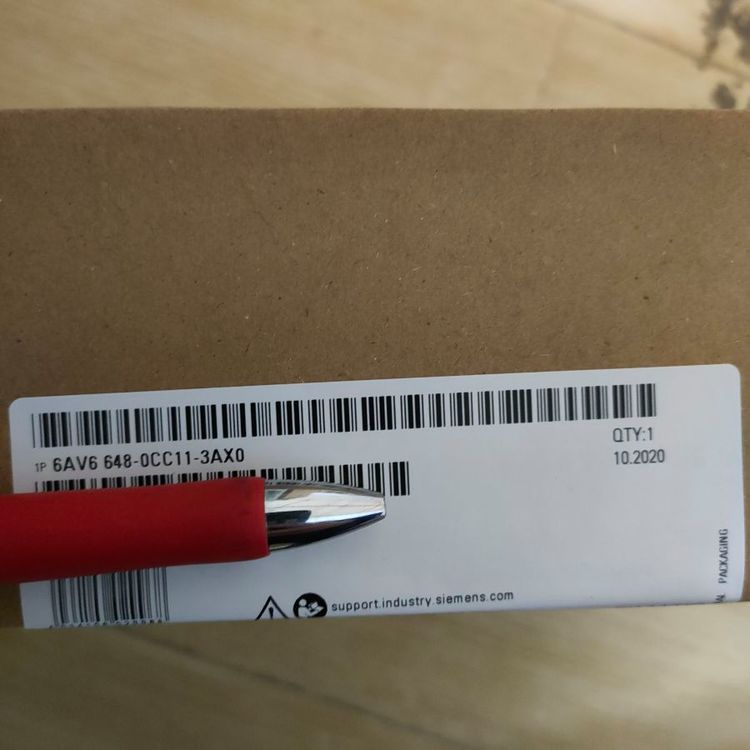 1P 6AV6 648-0CC11-3AX0
QTY:1
10.2020
support.industry.siemens.com
PACKAGING